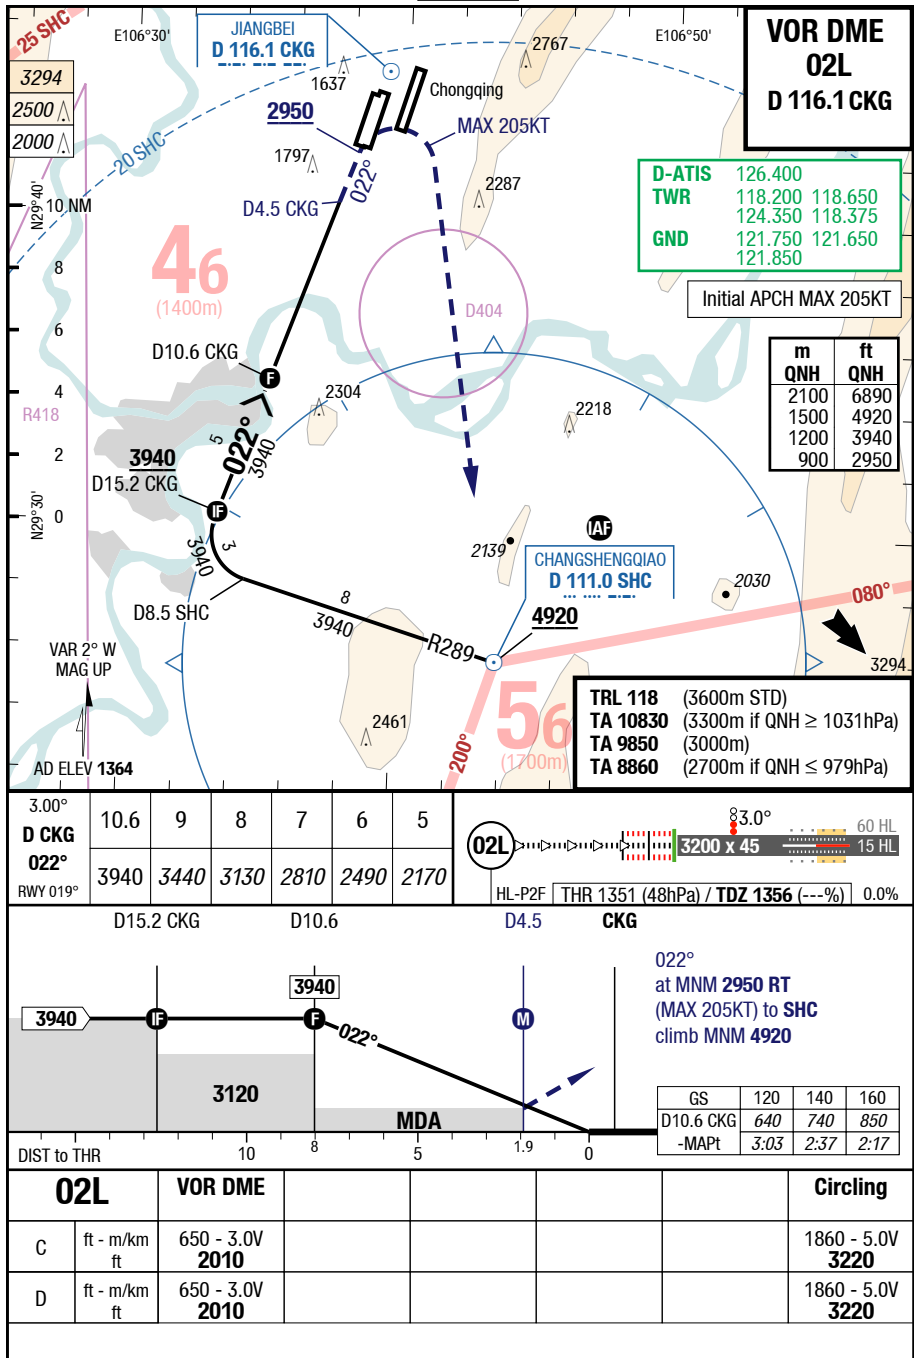 25 SHC
E106°30'
JIANGBEI
D 116.1 CKG
2767
E106°50'
VOR DME
02L
D 116.1 CKG
3294
2500
2000
1637
Chongqing
2950
MAX 205KT
20 SHC
1797
022°
D4.5 CKG
2287
D-ATIS 126.400
TWR 118.200 118.650
124.350 118.375
GND 121.750 121.650
121.850
N29°40'
10 NM
46
(1400m)
8
D404
Initial APCH MAX 205KT
6
D10.6 CKG
F
m ft
QNH QNH
2100 6890
1500 4920
1200 3940
900 2950
4
R418
2304
2218
5
022°
3940
2
3940
D15.2 CKG
N29°30'
0
IF
IAF
3940
3
2139
CHANGSHENGQIAO
D 111.0 SHC
2030
080°
D8.5 SHC
8
3940
4920
R289
VAR 2° W
MAG UP
3294
2461
200°
56
(1700m)
TRL 118 (3600m STD)
TA 10830 (3300m if QNH ≥ 1031hPa)
TA 9850 (3000m)
TA 8860 (2700m if QNH ≤ 979hPa)
AD ELEV 1364
3.00°
D CKG
022°
RWY 019°
10.6 9 8 7 6 5
3940 3440 3130 2810 2490 2170
02L
3.0°
3200 x 45
60 HL
15 HL
HL-P2F THR 1351 (48hPa) / TDZ 1356 (---%) 0.0%
D15.2 CKG D10.6 D4.5 CKG
022°
at MNM 2950 RT
(MAX 205KT) to SHC
climb MNM 4920
3940
3940
IF
F
M
022°
3120
MDA
GS 120 140 160
D10.6 CKG 640 740 850
-MAPt 3:03 2:37 2:17
DIST to THR 10 8 5 1.9 0
02L VOR DME Circling
C ft - m/km 650 - 3.0V 1860 - 5.0V
ft 2010 3220
D ft - m/km 650 - 3.0V 1860 - 5.0V
ft 2010 3220